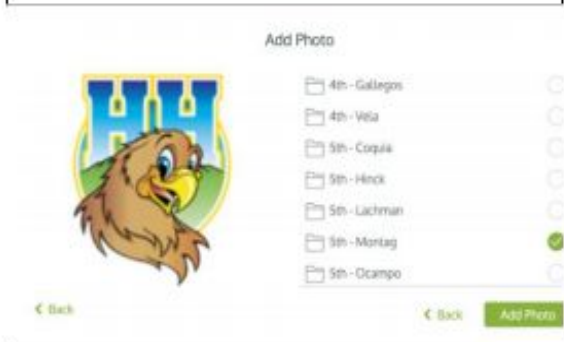 Add Photo
HH
4th - Gallegos
4th - Vela
5th - Coquia
5th - Hinck
5th - Lachman
5th - Montag
5th - Ocampo
< Back
< Back
Add Photo